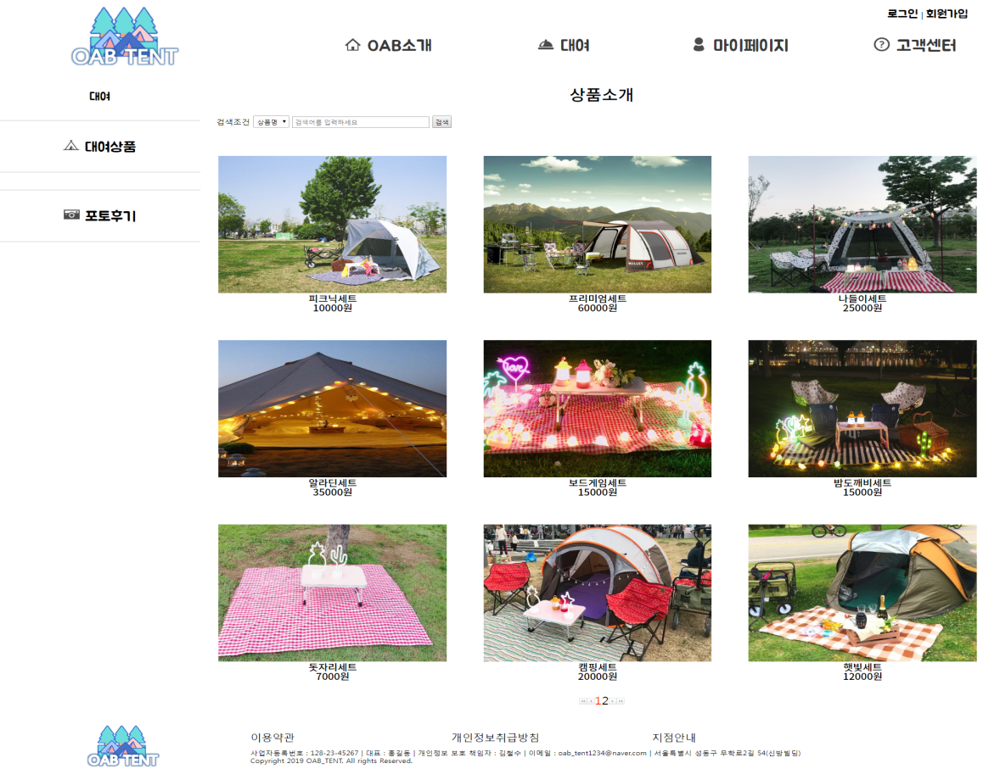 로그인 | 회원가입
OAB TENT
OAB소개 대여 마이페이지 고객센터
대여
상품소개
검색조건 상품명 검색어를 입력하세요 검색
대여상품
포토후기
피크닉세트
10000원
프리미엄세트
60000원
나들이세트
25000원
love
알라딘세트
35000원
보드게임세트
15000원
밤도깨비세트
15000원
돗자리세트
7000원
캠핑세트
20000원
햇빛세트
12000원
12
OAB TENT
이용약관 개인정보취급방침 지점안내
사업자등록번호 : 128-23-45267 | 대표 : 홍길동 | 개인정보 보호 책임자 : 김철수 | 이메일 : oab_tent1234@naver.com | 서울특별시 성동구 무학로2길 54(신방빌딩)
Copyright 2019 OAB_TENT. All rights Reserved.